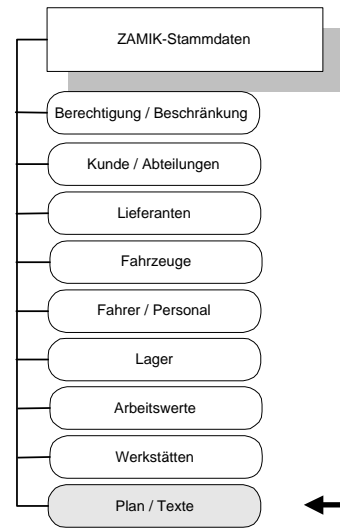 ZAMIK-Stammdaten
Berechtigung / Beschränkung
Kunde / Abteilungen
Lieferanten
Fahrzeuge
Fahrer / Personal
Lager
Arbeitswerte
Werkstätten
Plan / Texte